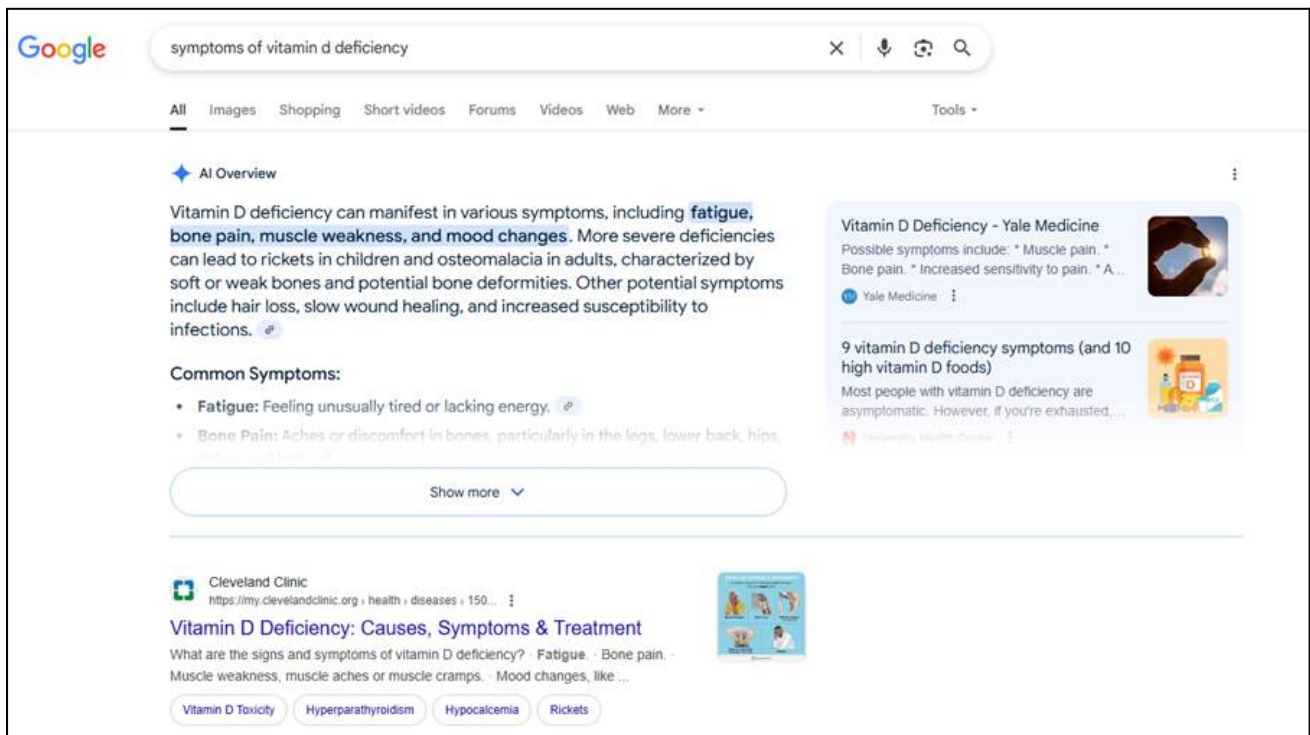 Google
symptoms of vitamin d deficiency
All Images Shopping Short videos Forums Videos Web More Tools
AI Overview
Vitamin D deficiency can manifest in various symptoms, including fatigue,
bone pain, muscle weakness, and mood changes. More severe deficiencies
can lead to rickets in children and osteomalacia in adults, characterized by
soft or weak bones and potential bone deformities. Other potential symptoms
include hair loss, slow wound healing, and increased susceptibility to
infections.
Common Symptoms:
• Fatigue: Feeling unusually tired or lacking energy.
• Bone Pain: Aches or discomfort in bones, particularly in the legs, lower back, hips,
Show more
Vitamin D Deficiency - Yale Medicine
Possible symptoms include: * Muscle pain. *
Bone pain. * Increased sensitivity to pain. * A...
Yale Medicine
9 vitamin D deficiency symptoms (and 10
high vitamin D foods)
Most people with vitamin D deficiency are
asymptomatic. However, if you're exhausted, ...
University Health Center
Cleveland Clinic
https://my.clevelandclinic.org › health › diseases › 150...
Vitamin D Deficiency: Causes, Symptoms & Treatment
What are the signs and symptoms of vitamin D deficiency? · Fatigue. · Bone pain. ·
Muscle weakness, muscle aches or muscle cramps. · Mood changes, like ...
Vitamin D Toxicity Hyperparathyroidism Hypocalcemia Rickets